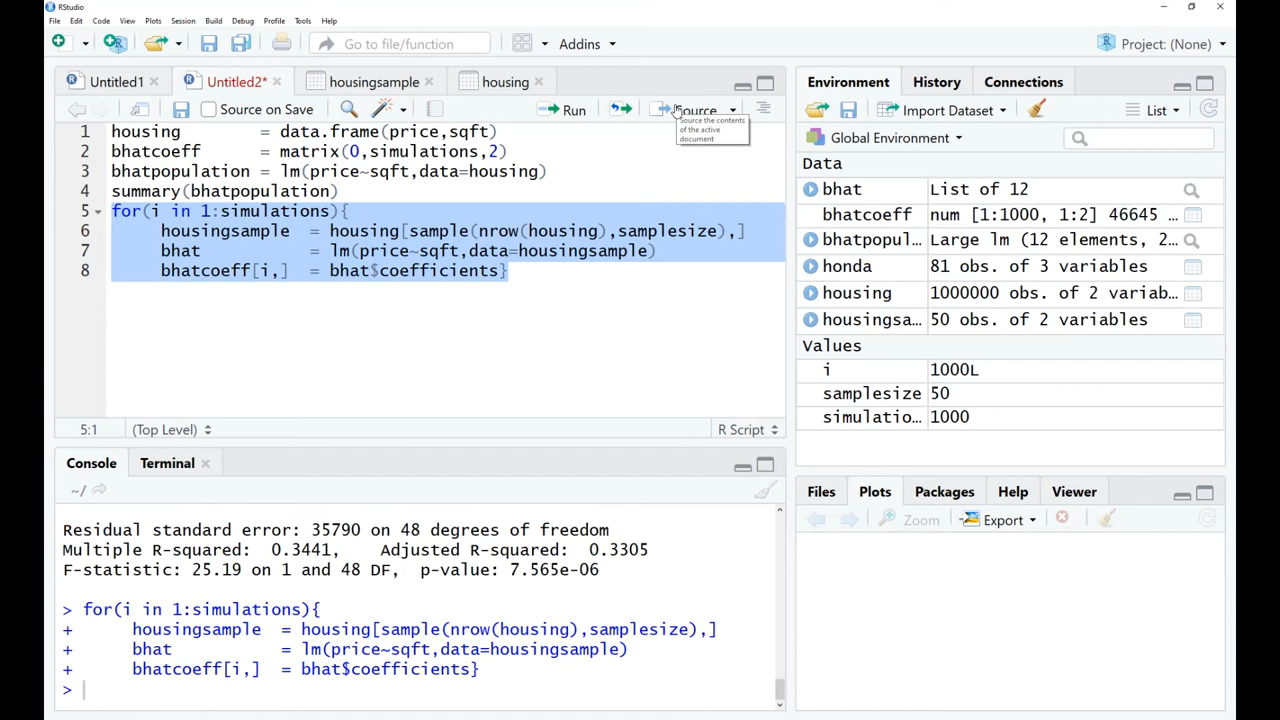 RStudio
File Edit Code View Plots Session Build Debug Profile Tools Help
Go to file/function Addins Project: (None)
Untitled1 Untitled2* housingsample housing
Source on Save Run Source
Source the contents
of the active
document
1 housing = data.frame(price,sqft)
2 bhatcoeff = matrix(0,simulations,2)
3 bhatpopulation = lm(price~sqft,data=housing)
4 summary(bhatpopulation)
5 for(i in 1:simulations){
6 housingsample = housing[sample(nrow(housing),samplesize),]
7 bhat = lm(price~sqft,data=housingsample)
8 bhatcoeff[i,] = bhat$coefficients}
5:1 (Top Level) R Script
Console Terminal
~/
Residual standard error: 35790 on 48 degrees of freedom
Multiple R-squared: 0.3441, Adjusted R-squared: 0.3305
F-statistic: 25.19 on 1 and 48 DF, p-value: 7.565e-06
> for(i in 1:simulations){
+ housingsample = housing[sample(nrow(housing),samplesize),]
+ bhat = lm(price~sqft,data=housingsample)
+ bhatcoeff[i,] = bhat$coefficients}
>
Environment History Connections
Import Dataset List
Global Environment
Data
bhat List of 12
bhatcoeff num [1:1000, 1:2] 46645 ...
bhatpopul... Large lm (12 elements, 2...
honda 81 obs. of 3 variables
housing 1000000 obs. of 2 variab...
housingsa... 50 obs. of 2 variables
Values
i 1000L
samplesize 50
simulatio... 1000
Files Plots Packages Help Viewer
Zoom Export